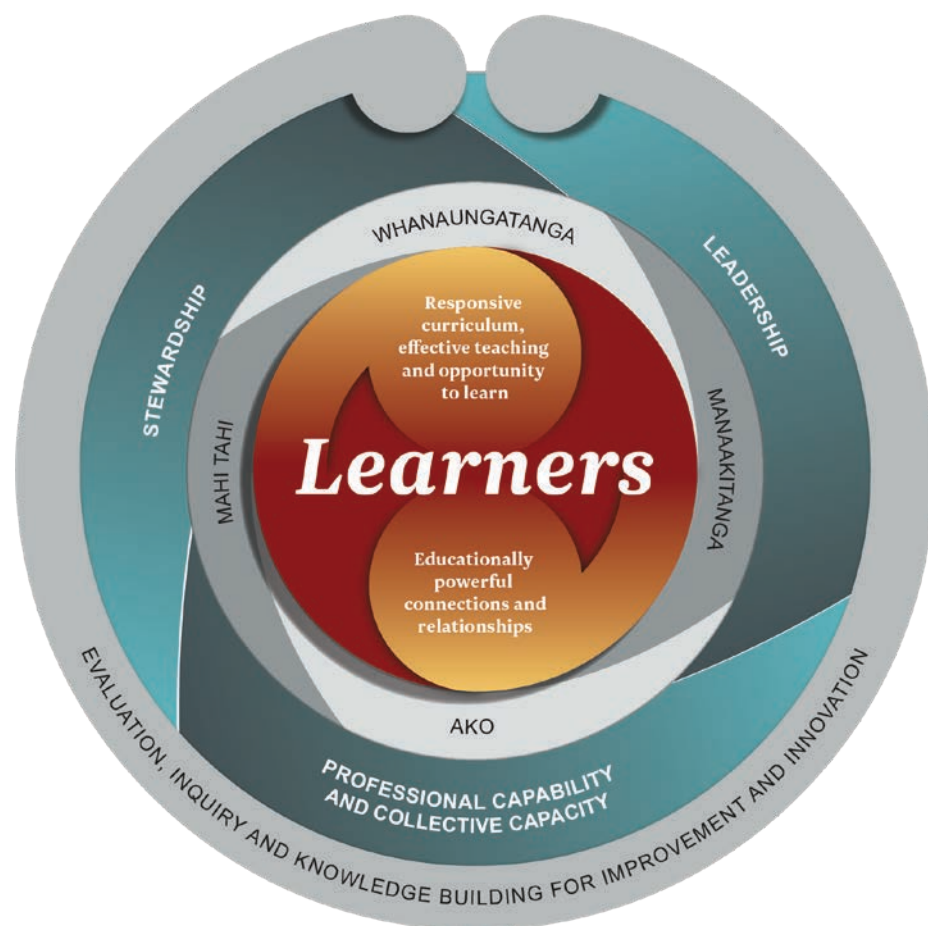 WHANAUNGATANGA
LEADERSHIP
STEWARDSHIP
Responsive
curriculum,
effective teaching
and opportunity
to learn
MANAAKITANGA
MAHI TAHI
Learners
Educationally
powerful
connections and
relationships
AKO
PROFESSIONAL CAPABILITY
AND COLLECTIVE CAPACITY
EVALUATION, INQUIRY AND KNOWLEDGE BUILDING FOR IMPROVEMENT AND INNOVATION